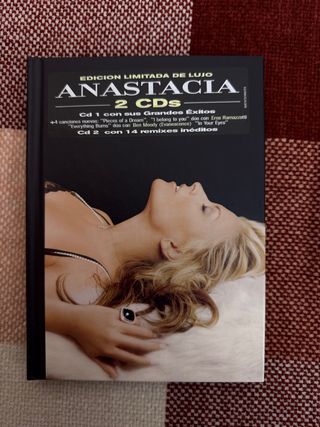 EDICION LIMITADA DE LUJO
ANASTACIA
2 CDs
Cd 1 con sus Grandes Éxitos
+4 canciones nuevas: "Pieces of a Dream", "I belong to you" dúo con Eros Ramazzotti
"Everything Burns" dúo con Ben Moody (Evanescence) "In Your Eyes"
Cd 2 con 14 remixes inéditos